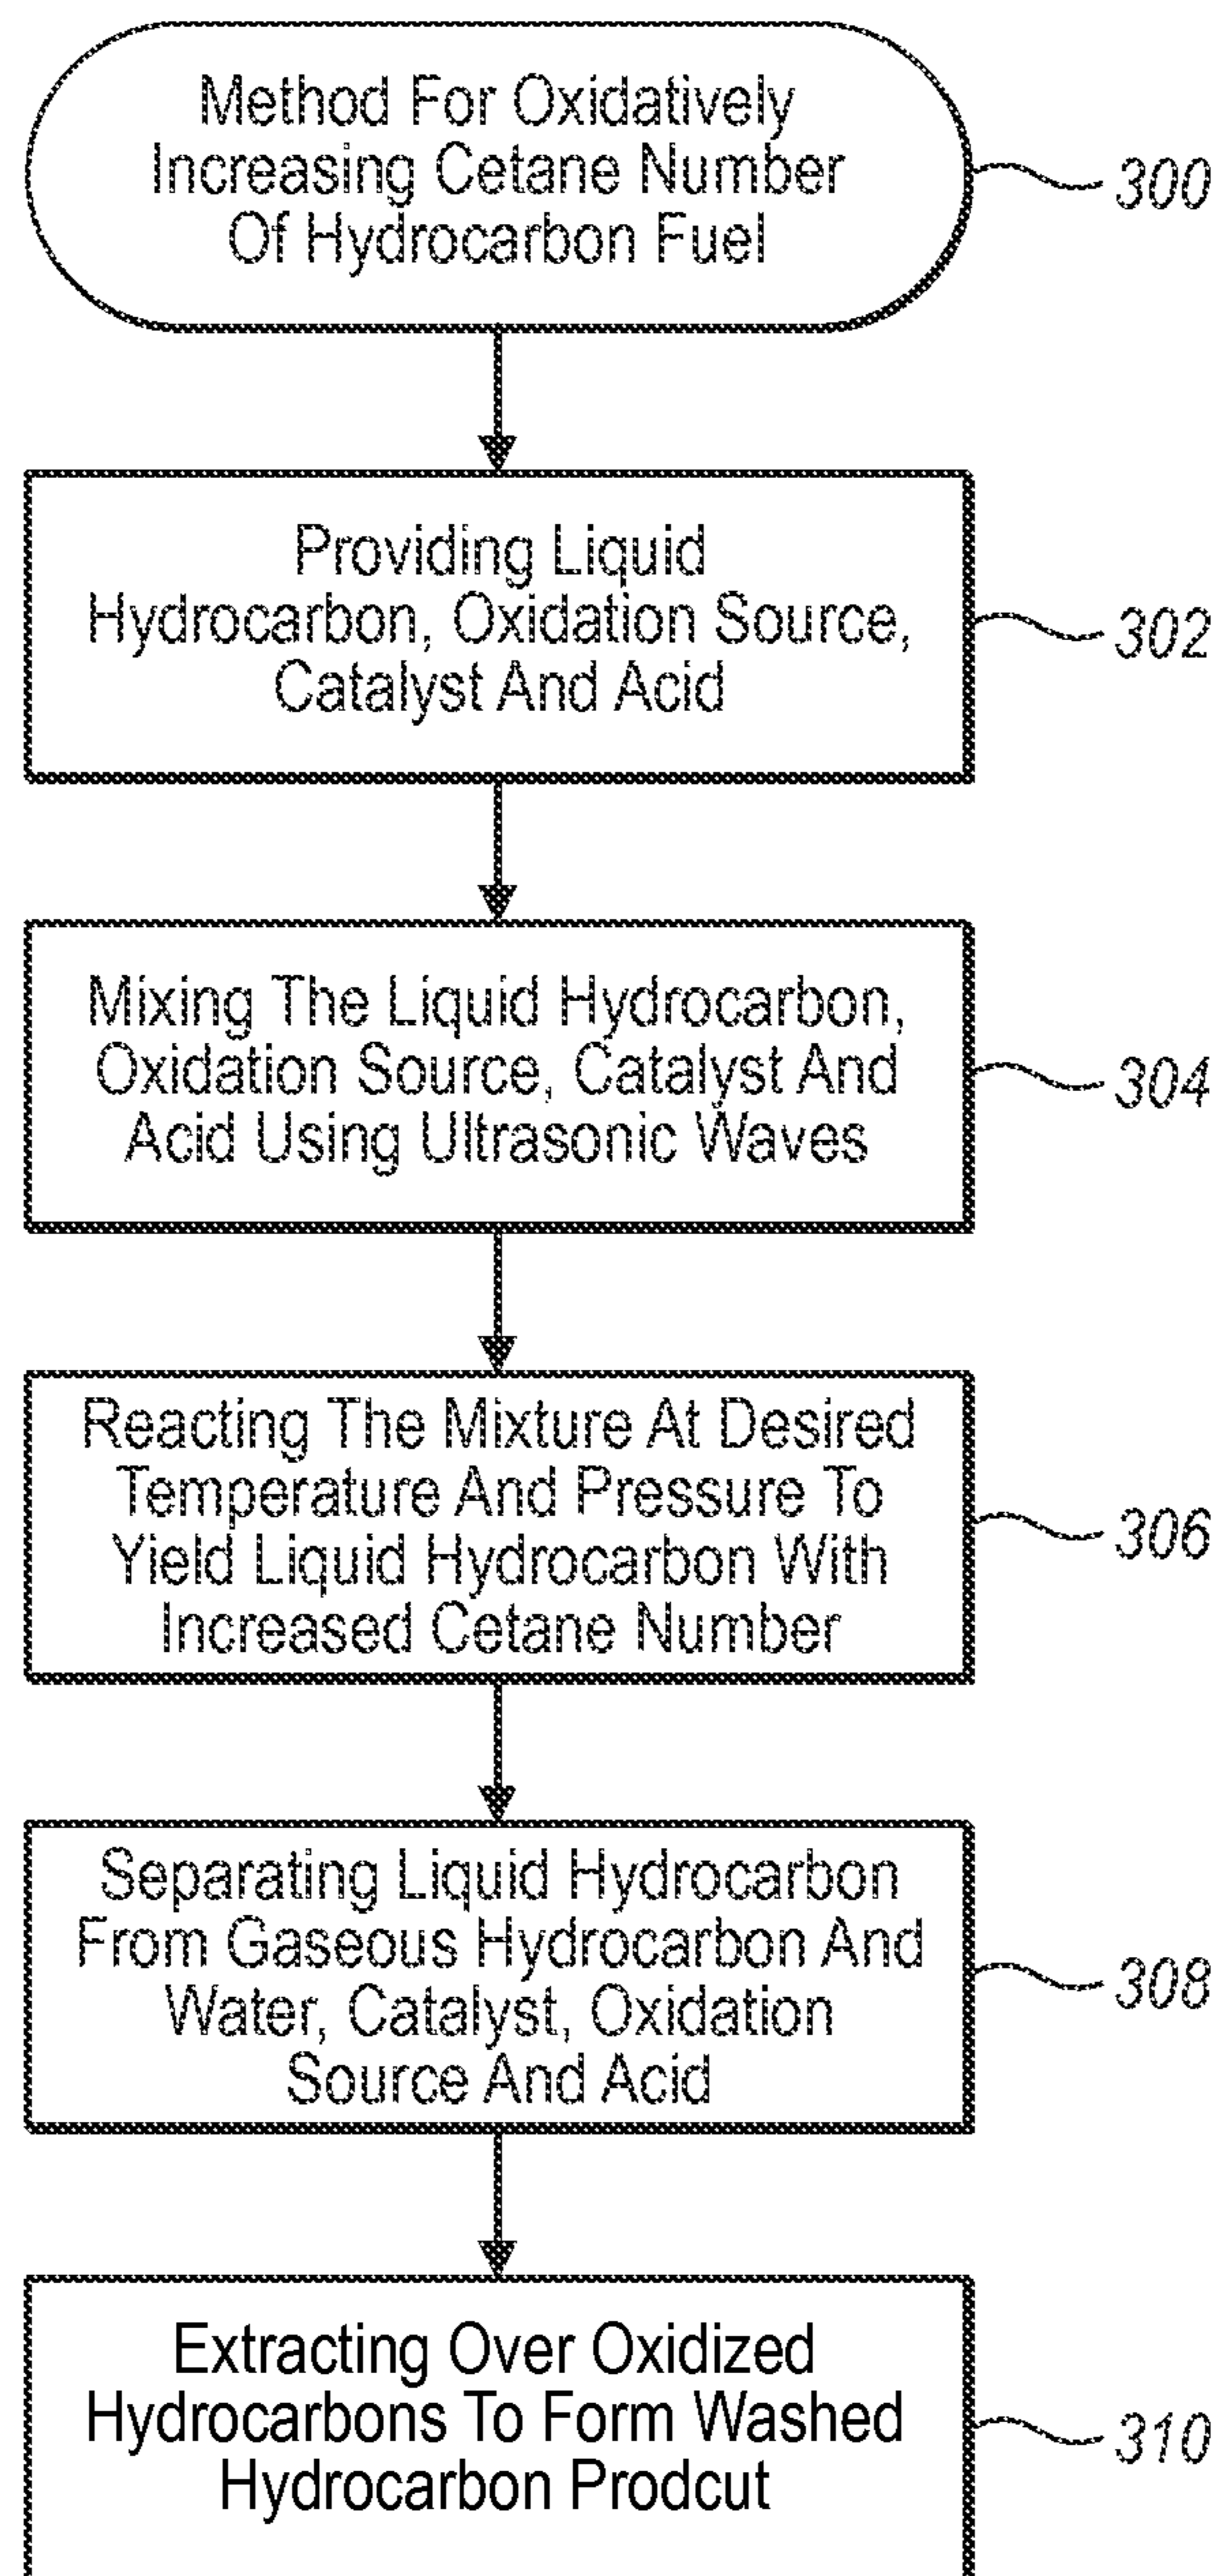 Method For Oxidatively
Increasing Cetane Number
Of Hydrocarbon Fuel
300
Providing Liquid
Hydrocarbon, Oxidation Source,
Catalyst And Acid
302
Mixing The Liquid Hydrocarbon,
Oxidation Source, Catalyst And
Acid Using Ultrasonic Waves
304
Reacting The Mixture At Desired
Temperature And Pressure To
Yield Liquid Hydrocarbon With
Increased Cetane Number
306
Separating Liquid Hydrocarbon
From Gaseous Hydrocarbon And
Water, Catalyst, Oxidation
Source And Acid
308
Extracting Over Oxidized
Hydrocarbons To Form Washed
Hydrocarbon Prodcut
310